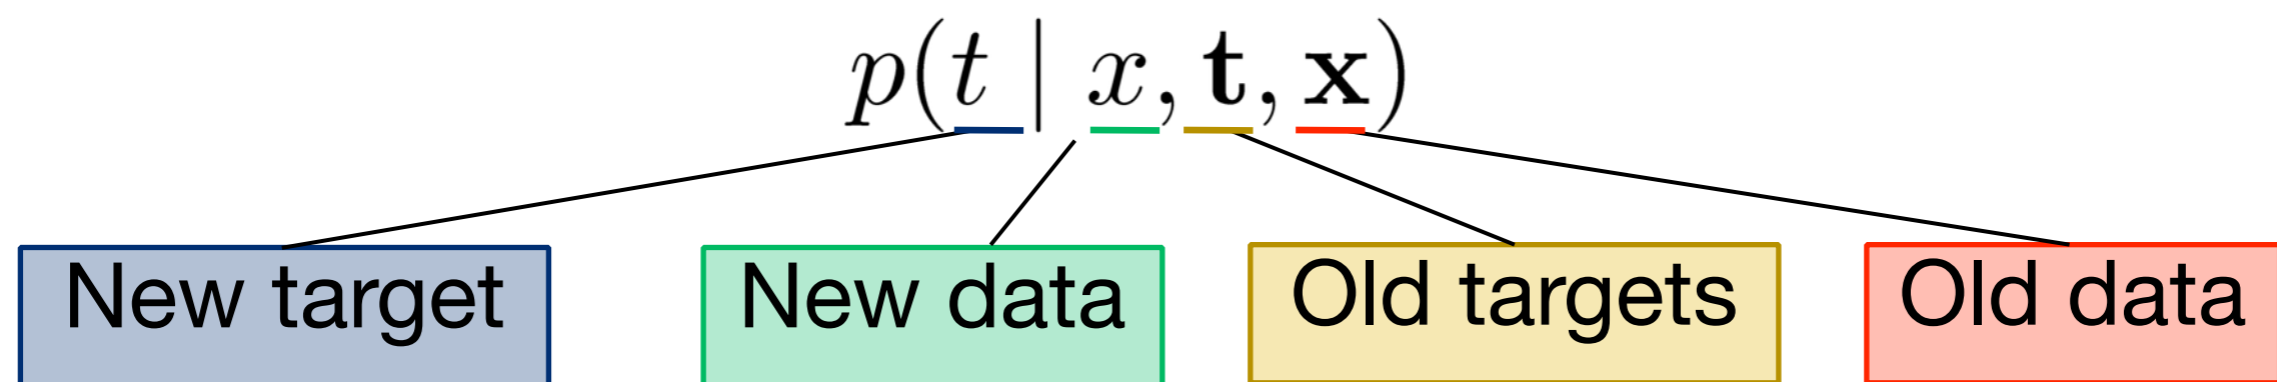 p(t | x, 𝐭, 𝐱)
New target New data Old targets Old data